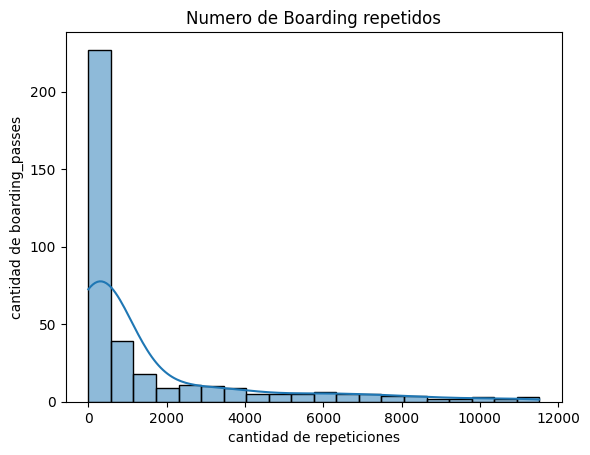 Numero de Boarding repetidos
cantidad de boarding_passes
200
150
100
50
0
0 2000 4000 6000 8000 10000 12000
cantidad de repeticiones